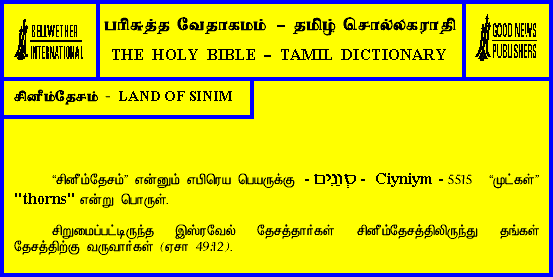 BELLWETHER
INTERNATIONAL
பரிசுத்த வேதாகமம் – தமிழ் சொல்லகராதி
THE HOLY BIBLE – TAMIL DICTIONARY
GOOD NEWS
PUBLISHERS
சினீம்தேசம் - LAND OF SINIM
“சினீம்தேசம்” என்னும் எபிரெய பெயருக்கு - סִינִים - Ciyniym - 5515 “முட்கள்”
"thorns" என்று பொருள்.
சிறுமைப்பட்டிருந்த இஸ்ரவேல் தேசத்தார்கள் சினீம்தேசத்திலிருந்து தங்கள்
தேசத்திற்கு வருவார்கள் (ஏசா 49:12).